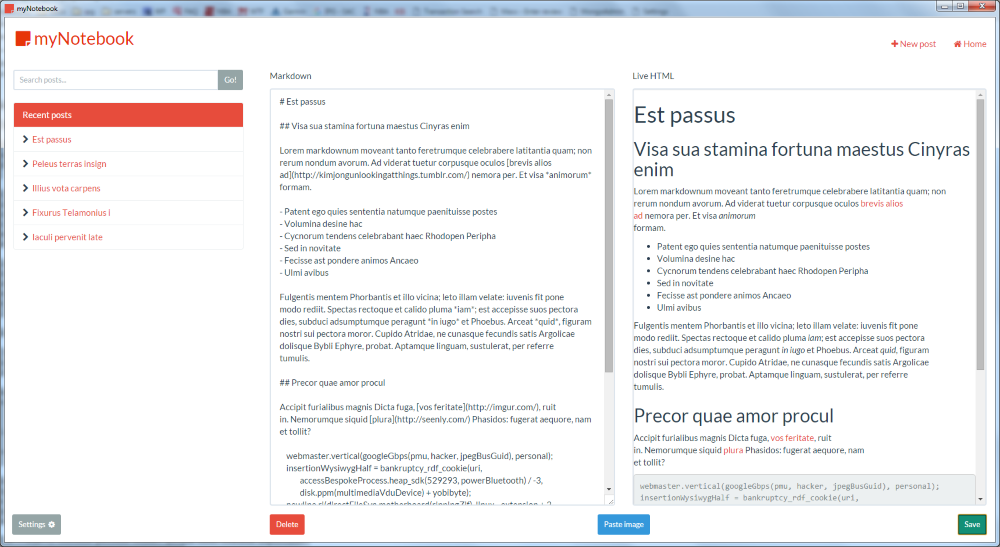 myNotebook
myNotebook
New post
Home
Search posts...
Go!
Recent posts
Est passus
Peleus terras insign
Illius vota carpens
Fixurus Telamonius i
Iaculi pervenit late
Markdown
# Est passus
## Visa sua stamina fortuna maestus Cinyras enim
Lorem markdownum moveant tanto feretrumque celebrabere latitantia quam; non
rerum nondum avorum. Ad viderat tuetur corpusque oculos [brevis alios
ad](http://kimjongunlookingatthings.tumblr.com/) nemora per. Et visa *animorum*
formam.
- Patent ego quies sententia natumque paenituisse postes
- Volumina desine hac
- Cycnorum tendens celebrabant haec Rhodopen Peripha
- Sed in novitate
- Fecisse ast pondere animos Ancaeo
- Ulmi avibus
Fulgentis mentem Phorbantis et illo vicina; leto illam velate: iuvenis fit pone
modo rediit. Spectas rectoque et calido pluma *iam*; est accepisse suos pectora
dies, subduci adsumptumque peragunt *in iugo* et Phoebus. Arceat *quid*, figuram
nostri sui pectora moror. Cupido Atridae, ne cunasque fecundis satis Argolicae
dolisque Bybli Ephyre, probat. Aptamque linguam, sustulerat, per referre
tumulis.
## Precor quae amor procul
Accipit furialibus magnis Dicta fuga, [vos feritate](http://imgur.com/), ruit
in. Nemorumque siquid [plura](http://seenly.com/) Phasidos: fugerat aequore, nam
et tollit?
webmaster.vertical(googleGbps(pmu, hacker, jpegBusGuid), personal);
insertionWysiwygHalf = bankruptcy_rdf_cookie(uri,
accessBespokeProcess.heap_sdk(529293, powerBluetooth) / -3,
disk.ppm(multimediaVduDevice) + yobibyte);
Live HTML
Est passus
Visa sua stamina fortuna maestus Cinyras
enim
Lorem markdownum moveant tanto feretrumque celebrabere latitantia quam; non
rerum nondum avorum. Ad viderat tuetur corpusque oculos brevis alios
ad nemora per. Et visa animorum
formam.
Patent ego quies sententia natumque paenituisse postes
Volumina desine hac
Cycnorum tendens celebrabant haec Rhodopen Peripha
Sed in novitate
Fecisse ast pondere animos Ancaeo
Ulmi avibus
Fulgentis mentem Phorbantis et illo vicina; leto illam velate: iuvenis fit pone
modo rediit. Spectas rectoque et calido pluma iam; est accepisse suos pectora
dies, subduci adsumptumque peragunt in iugo et Phoebus. Arceat quid, figuram
nostri sui pectora moror. Cupido Atridae, ne cunasque fecundis satis Argolicae
dolisque Bybli Ephyre, probat. Aptamque linguam, sustulerat, per referre
tumulis.
Precor quae amor procul
Accipit furialibus magnis Dicta fuga, vos feritate, ruit
in. Nemorumque siquid plura Phasidos: fugerat aequore, nam
et tollit?
webmaster.vertical(googleGbps(pmu, hacker, jpegBusGuid), personal);
insertionWysiwygHalf = bankruptcy_rdf_cookie(uri,
Settings
Delete
Paste image
Save